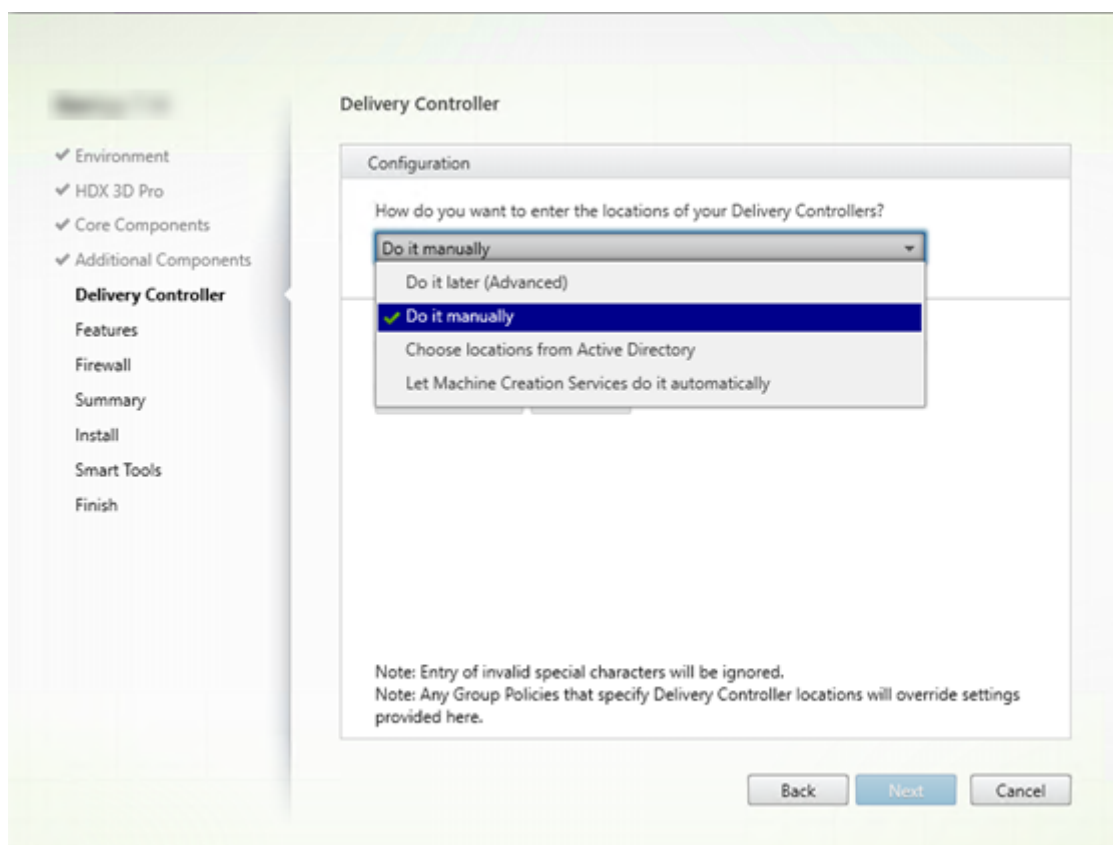 Delivery Controller
Environment
HDX 3D Pro
Core Components
Additional Components
Delivery Controller
Features
Firewall
Summary
Install
Smart Tools
Finish
Configuration
How do you want to enter the locations of your Delivery Controllers?
Do it manually
Do it later (Advanced)
Do it manually
Choose locations from Active Directory
Let Machine Creation Services do it automatically
Note: Entry of invalid special characters will be ignored.
Note: Any Group Policies that specify Delivery Controller locations will override settings
provided here.
Back
Next
Cancel